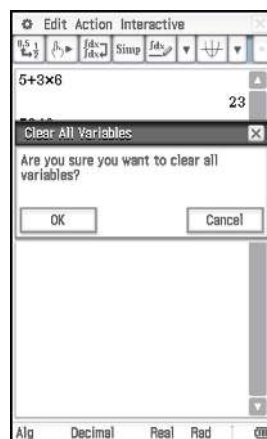 Edit Action Interactive
Simp
5+3×6
23
Clear All Variables
Are you sure you want to clear all
variables?
OK Cancel
Alg Decimal Real Rad